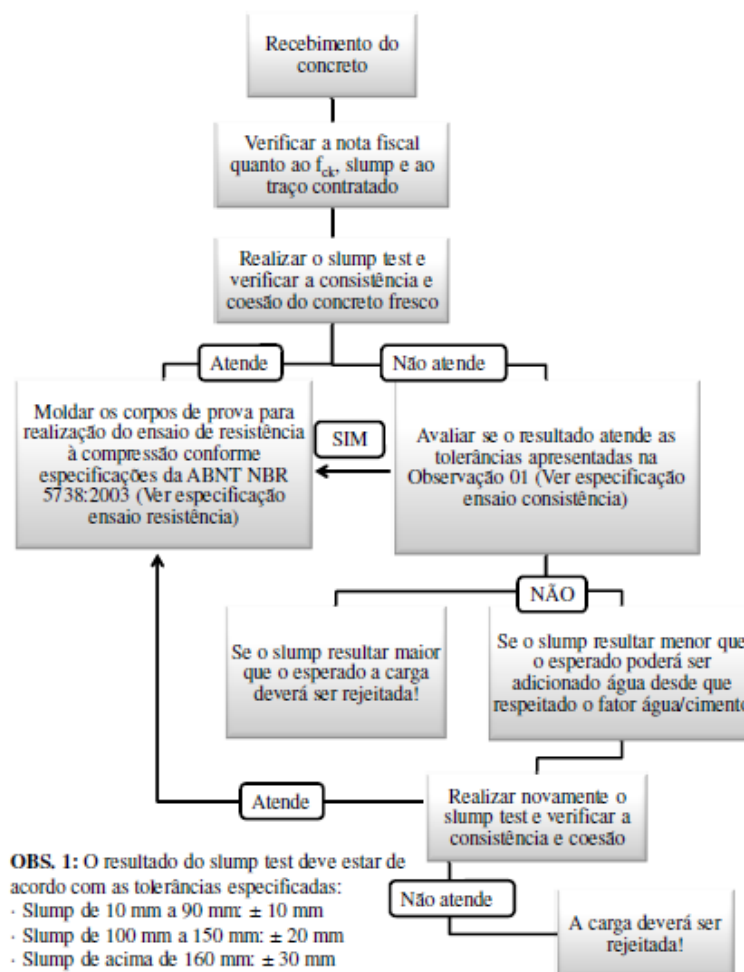 Recebimento do
concreto
Verificar a nota fiscal
quanto ao fck, slump e ao
traço contratado
Realizar o slump test e
verificar a consistência e
coesão do concreto fresco
Atende
Não atende
Moldar os corpos de prova para
realização do ensaio de resistência
à compressão conforme
especificações da ABNT NBR
5738:2003 (Ver especificação
ensaio resistência)
SIM
Avaliar se o resultado atende as
tolerâncias apresentadas na
Observação 01 (Ver especificação
ensaio consistência)
NÃO
Se o slump resultar maior
que o esperado a carga
deverá ser rejeitada!
Se o slump resultar menor que
o esperado poderá ser
adicionado água desde que
respeitado o fator água/cimento
Atende
Realizar novamente o
slump test e verificar a
consistência e coesão
OBS. 1: O resultado do slump test deve estar de
acordo com as tolerâncias especificadas:
· Slump de 10 mm a 90 mm: ± 10 mm
· Slump de 100 mm a 150 mm: ± 20 mm
· Slump de acima de 160 mm: ± 30 mm
Não atende
A carga deverá ser
rejeitada!